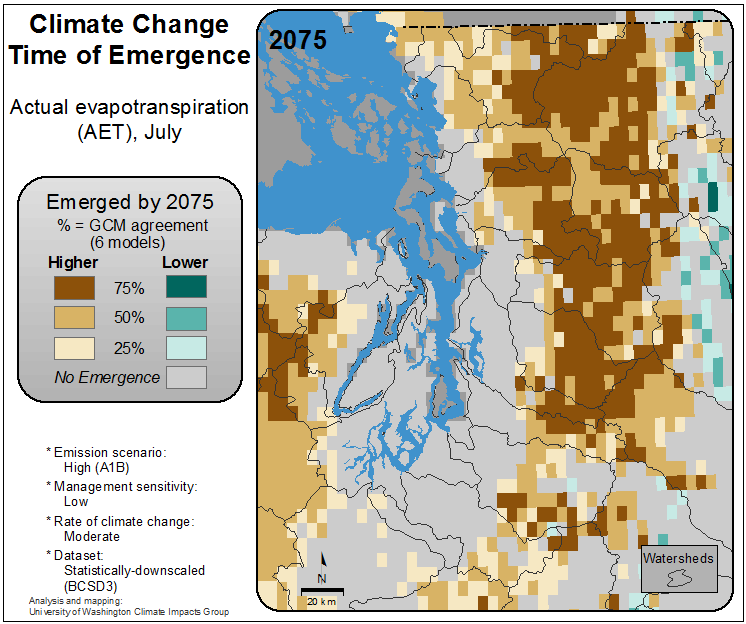 Climate Change
Time of Emergence
Actual evapotranspiration
(AET), July
Emerged by 2075
% = GCM agreement
(6 models)
Higher Lower
75%
50%
25%
No Emergence
* Emission scenario:
High (A1B)
* Management sensitivity:
Low
* Rate of climate change:
Moderate
* Dataset:
Statistically-downscaled
(BCSD3)
Analysis and mapping:
University of Washington Climate Impacts Group
2075
N
20 km
Watersheds